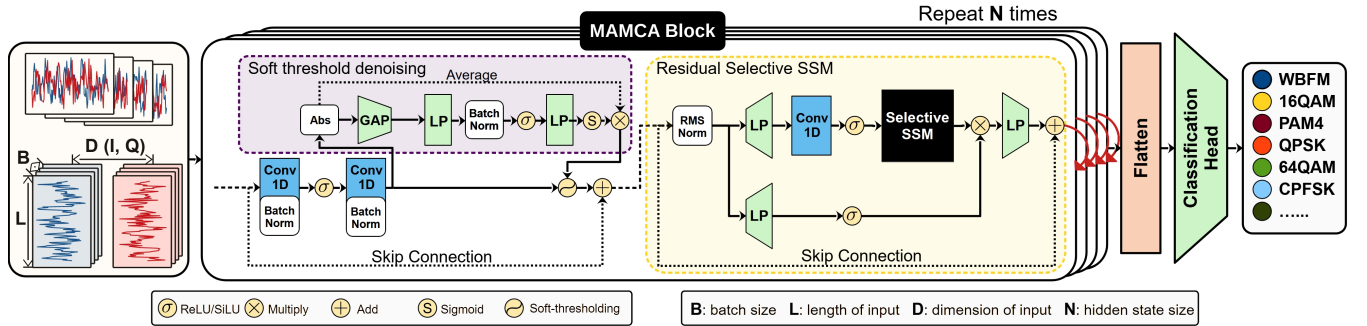 Repeat N times
MAMCA Block
Soft threshold denoising
Average
Abs
GAP
LP
Batch
Norm
σ
LP
S
Residual Selective SSM
RMS
Norm
LP
Conv
1D
σ
Selective
SSM
LP
LP
σ
Skip Connection
B
D (I, Q)
L
Conv
1D
Batch
Norm
σ
Conv
1D
Batch
Norm
Skip Connection
Flatten
Classification
Head
WBFM
16QAM
PAM4
QPSK
64QAM
CPFSK
......
σ ReLU/SiLU
Multiply
Add
S Sigmoid
Soft-thresholding
B: batch size L: length of input D: dimension of input N: hidden state size